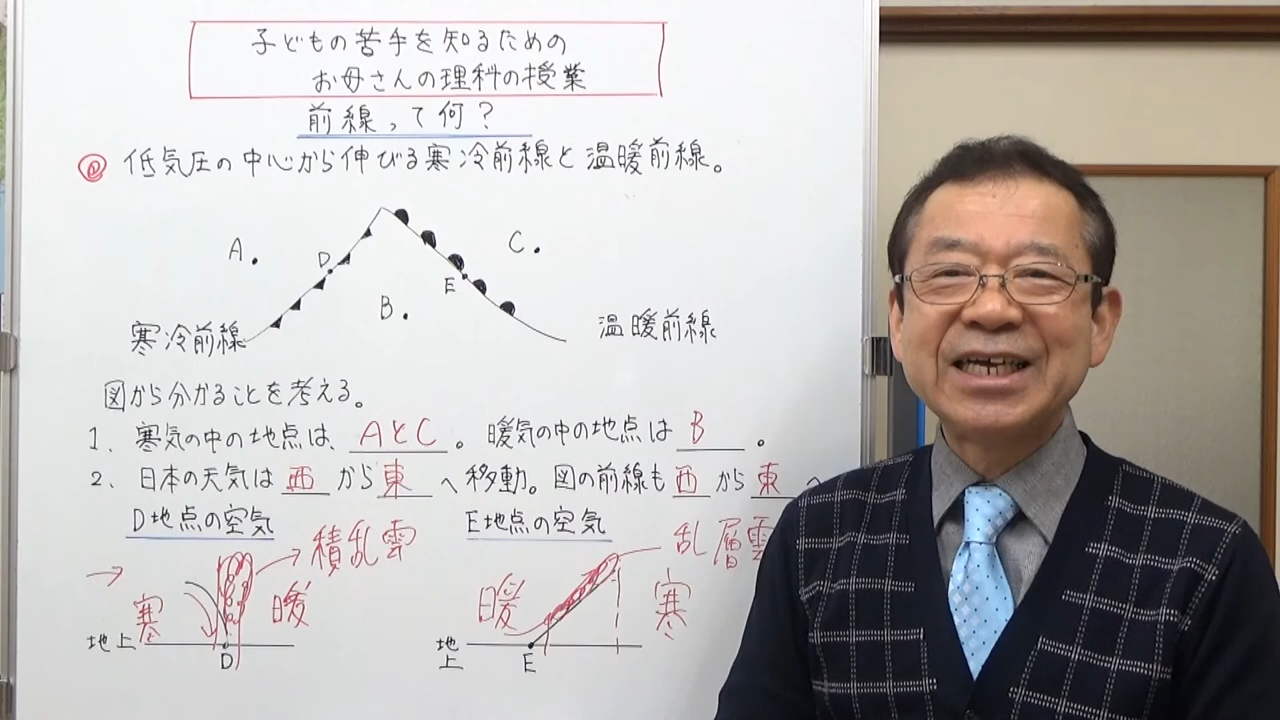 子どもの苦手を知るための
お母さんの理科の授業
前線って何?
@ 低気圧の中心から伸びる寒冷前線と温暖前線。
A. D C.
E
B.
寒冷前線 温暖前線
図から分かることを考える。
1、寒気の中の地点は、AとC。暖気の中の地点は B 。
2、日本の天気は 西 から 東 へ移動。図の前線も 西 から 東 へ
D地点の空気 積乱雲 E地点の空気 乱層雲
寒 暖 暖 寒
地上 地上
D E